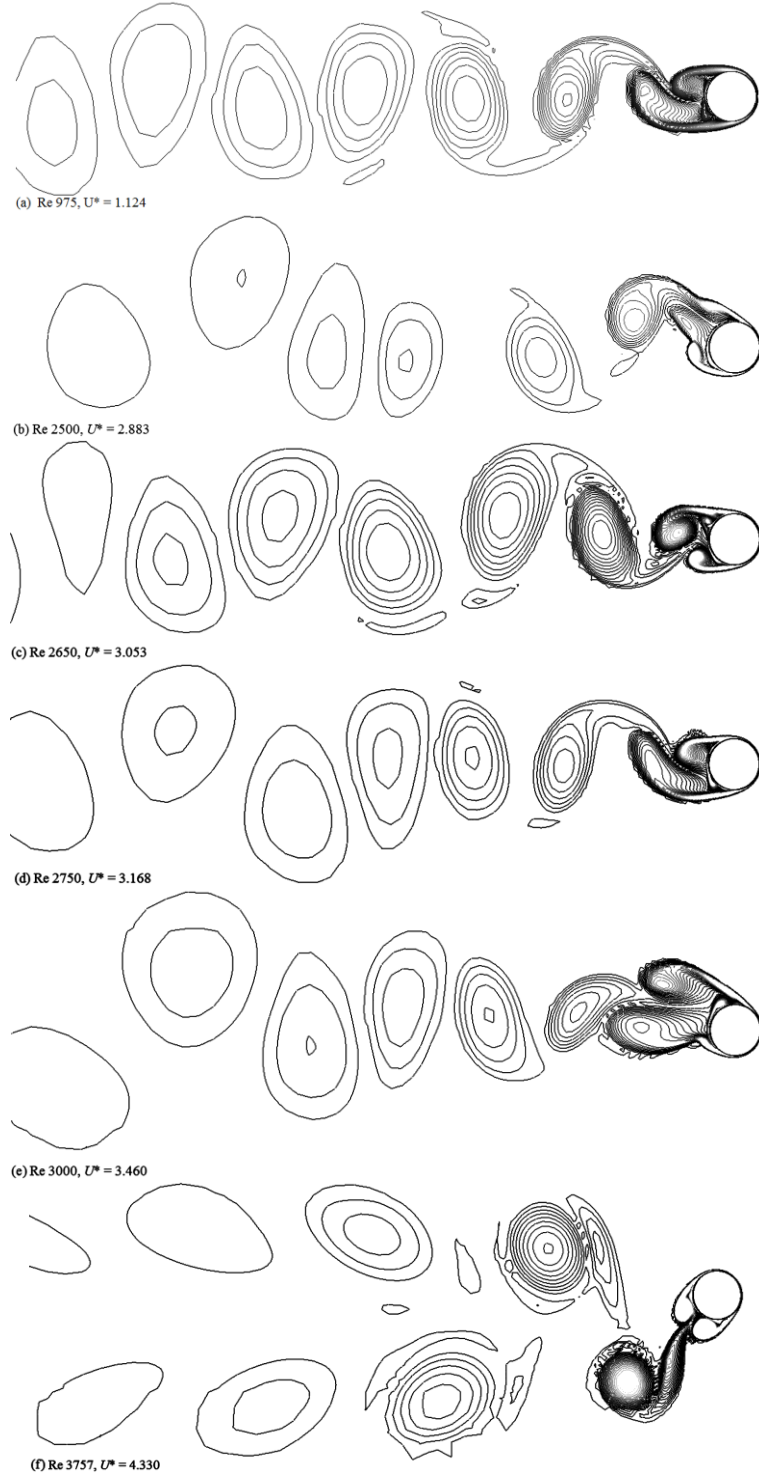 (a) Re 975, U* = 1.124
(b) Re 2500, U* = 2.883
(c) Re 2650, U* = 3.053
(d) Re 2750, U* = 3.168
(e) Re 3000, U* = 3.460
(f) Re 3757, U* = 4.330